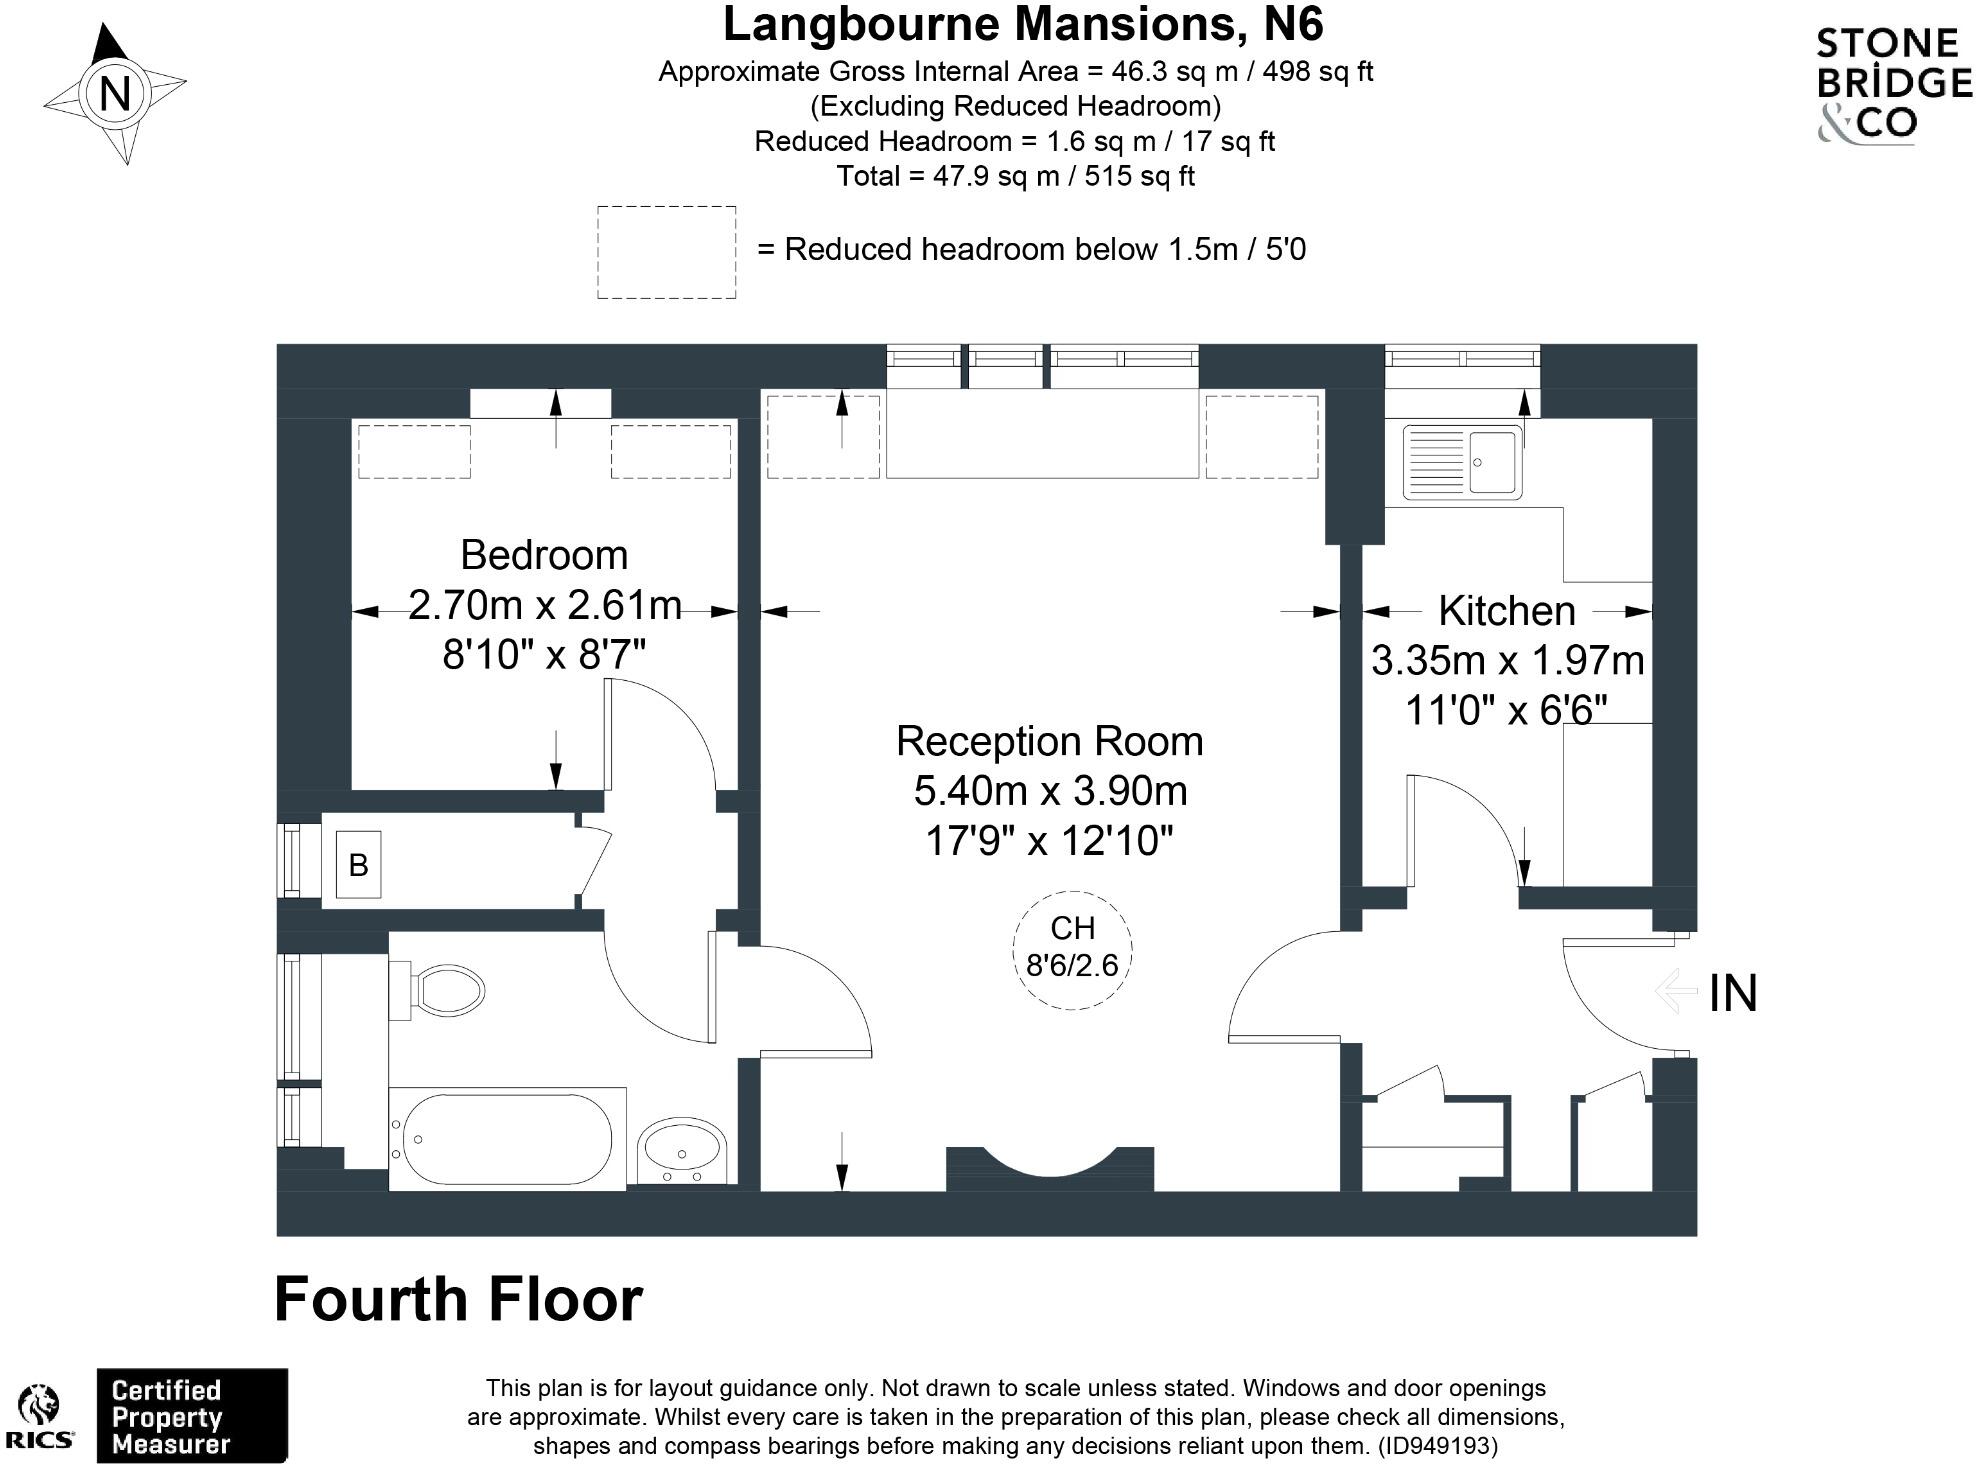 Langbourne Mansions, N6
Approximate Gross Internal Area = 46.3 sq m / 498 sq ft
(Excluding Reduced Headroom)
Reduced Headroom = 1.6 sq m / 17 sq ft
Total = 47.9 sq m / 515 sq ft
N
STONE
BRIDGE
&CO
= Reduced headroom below 1.5m / 5'0
Bedroom
2.70m x 2.61m
8'10" x 8'7"
Kitchen
3.35m x 1.97m
11'0" x 6'6"
Reception Room
5.40m x 3.90m
17'9" x 12'10"
B
CH
8'6/2.6
IN
Fourth Floor
RICS
Certified
Property
Measurer
This plan is for layout guidance only. Not drawn to scale unless stated. Windows and door openings
are approximate. Whilst every care is taken in the preparation of this plan, please check all dimensions,
shapes and compass bearings before making any decisions reliant upon them. (ID949193)